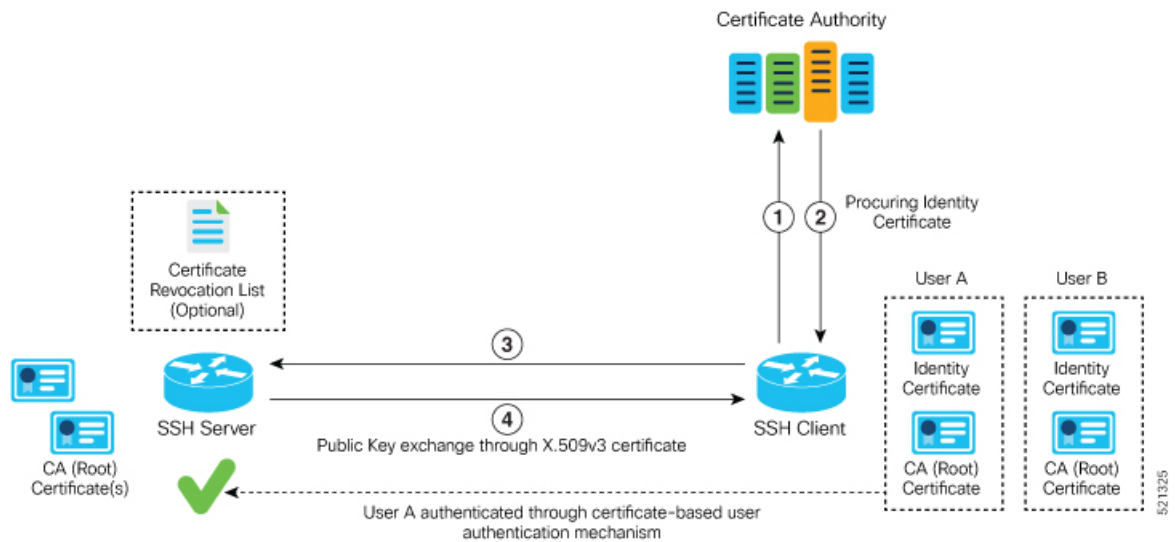 Certificate Authority
1
2
Procuring Identity
Certificate
Certificate
Revocation List
(Optional)
User A
User B
Identity
Certificate
Identity
Certificate
3
4
SSH Server
SSH Client
Public Key exchange through X.509v3 certificate
CA (Root)
Certificate(s)
CA (Root)
Certificate
CA (Root)
Certificate
User A authenticated through certificate-based user
authentication mechanism
521325